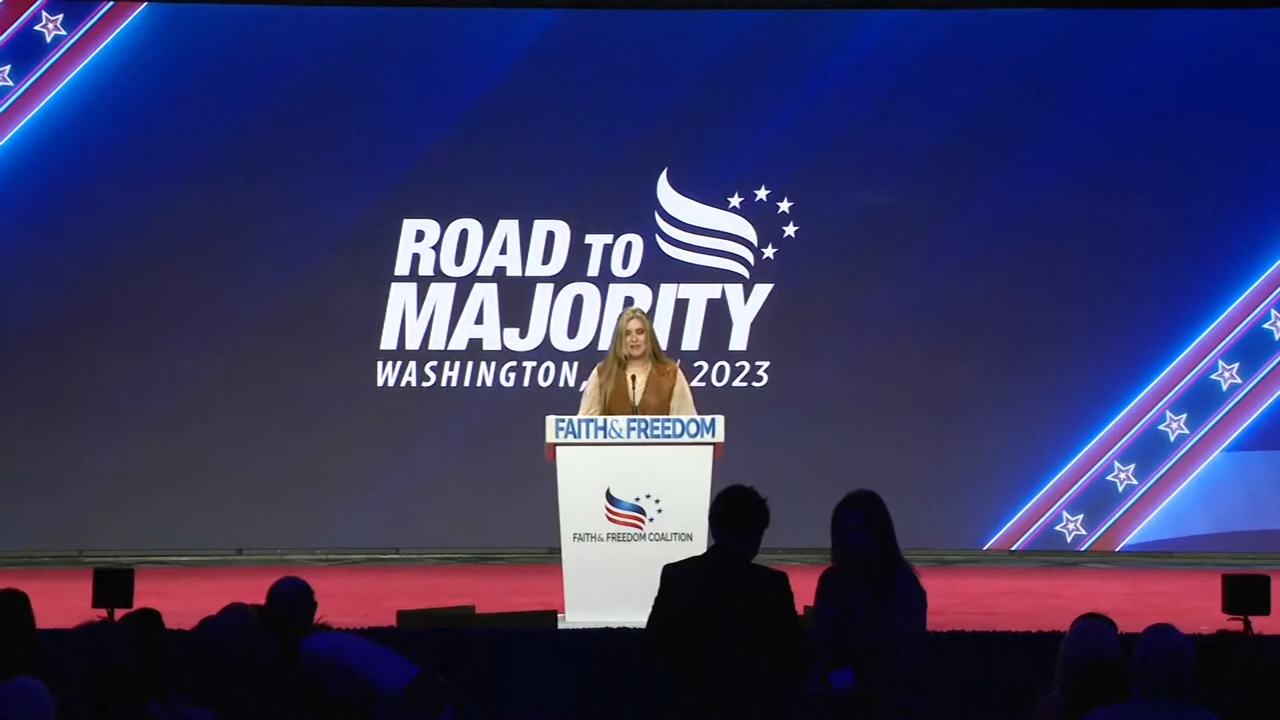 ROAD TO
MAJORITY
WASHINGTON, 2023
FAITH & FREEDOM
FAITH & FREEDOM COALITION